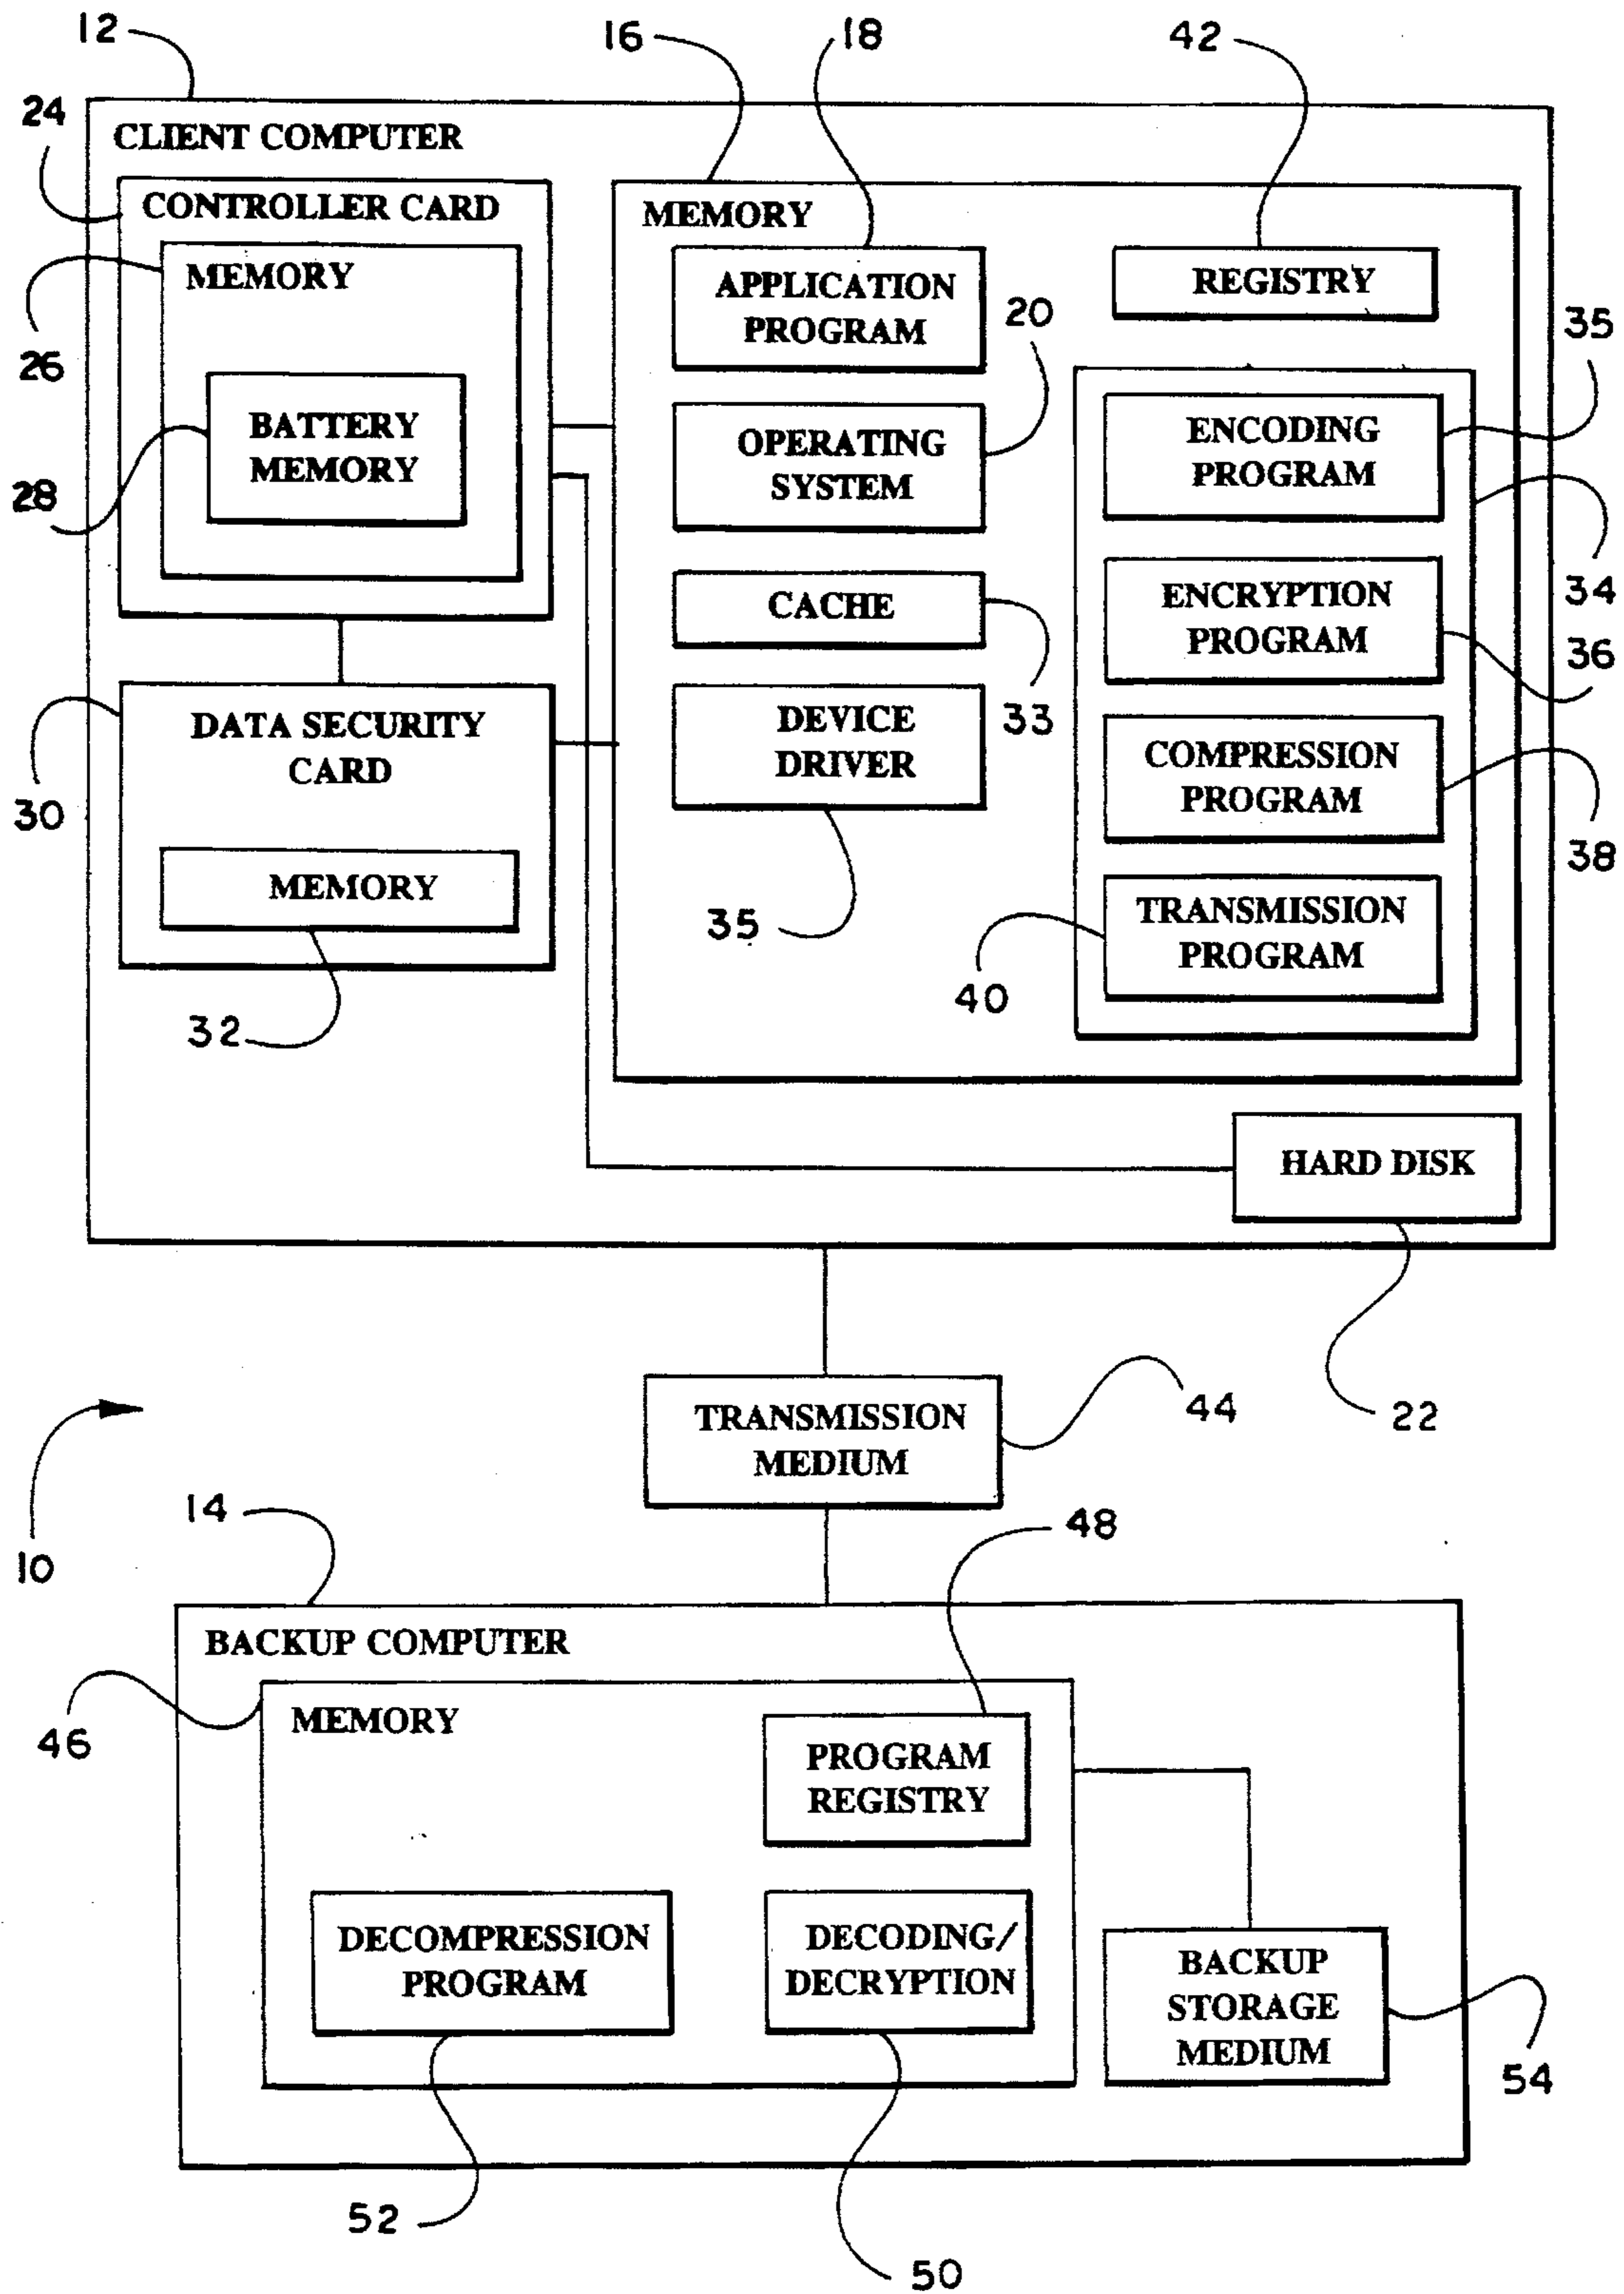 12
16
18
42
24
CLIENT COMPUTER
CONTROLLER CARD
MEMORY
26
BATTERY
MEMORY
28
MEMORY
APPLICATION
PROGRAM
REGISTRY
20
35
OPERATING
SYSTEM
ENCODING
PROGRAM
34
CACHE
33
ENCRYPTION
PROGRAM
36
DEVICE
DRIVER
35
COMPRESSION
PROGRAM
38
TRANSMISSION
PROGRAM
40
30
DATA SECURITY
CARD
MEMORY
32
HARD DISK
22
TRANSMISSION
MEDIUM
44
10
14
48
BACKUP COMPUTER
46
MEMORY
PROGRAM
REGISTRY
DECOMPRESSION
PROGRAM
DECODING/
DECRYPTION
BACKUP
STORAGE
MEDIUM
54
52
50